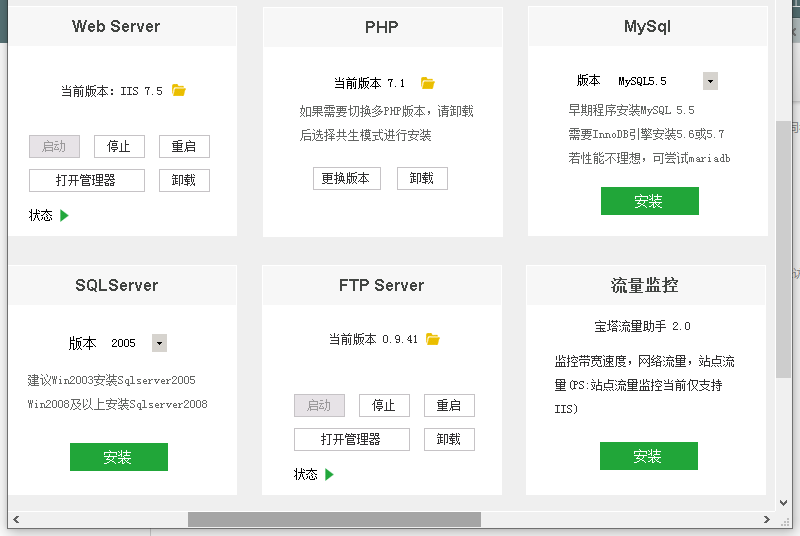 Web Server
当前版本: IIS 7.5
启动 停止 重启
打开管理器 卸载
状态
PHP
当前版本 7.1
如果需要切换多PHP版本，请卸载
后选择共生模式进行安装
更换版本 卸载
MySql
版本 MySQL5.5
早期程序安装MySQL 5.5
需要InnoDB引擎安装5.6或5.7
若性能不理想，可尝试mariadb
安装
SQLServer
版本 2005
建议Win2003安装Sqlserver2005
Win2008及以上安装Sqlserver2008
安装
FTP Server
当前版本 0.9.41
启动 停止 重启
打开管理器 卸载
状态
流量监控
宝塔流量助手 2.0
监控带宽速度，网络流量，站点流
量(PS:站点流量监控当前仅支持
IIS)
安装